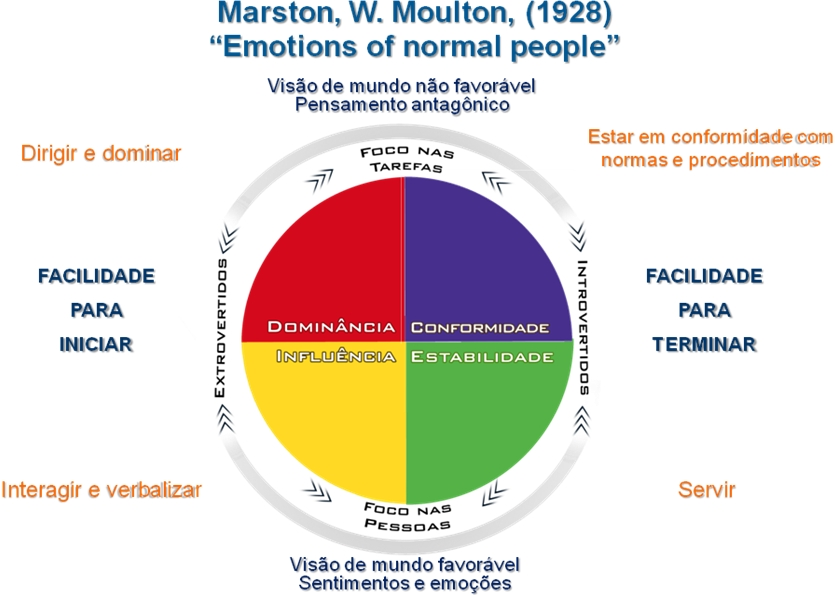 Marston, W. Moulton, (1928)
“Emotions of normal people”
Visão de mundo não favorável
Pensamento antagônico
Dirigir e dominar
Estar em conformidade com
normas e procedimentos
FOCO NAS
TAREFAS
FACILIDADE
PARA
INICIAR
EXTROVERTIDOS
DOMINÂNCIA
CONFORMIDADE
INFLUÊNCIA
ESTABILIDADE
INTROVERTIDOS
FACILIDADE
PARA
TERMINAR
Interagir e verbalizar
Servir
FOCO NAS
PESSOAS
Visão de mundo favorável
Sentimentos e emoções